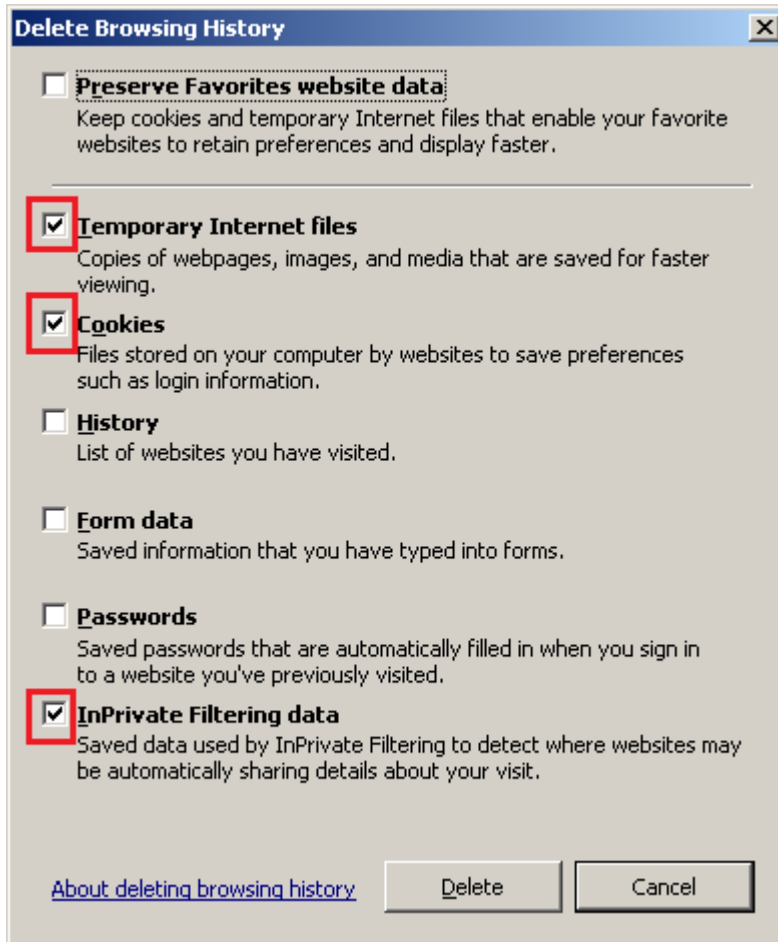 Delete Browsing History
Preserve Favorites website data
Keep cookies and temporary Internet files that enable your favorite
websites to retain preferences and display faster.
Temporary Internet files
Copies of webpages, images, and media that are saved for faster
viewing.
Cookies
Files stored on your computer by websites to save preferences
such as login information.
History
List of websites you have visited.
Form data
Saved information that you have typed into forms.
Passwords
Saved passwords that are automatically filled in when you sign in
to a website you've previously visited.
InPrivate Filtering data
Saved data used by InPrivate Filtering to detect where websites may
be automatically sharing details about your visit.
About deleting browsing history
Delete
Cancel